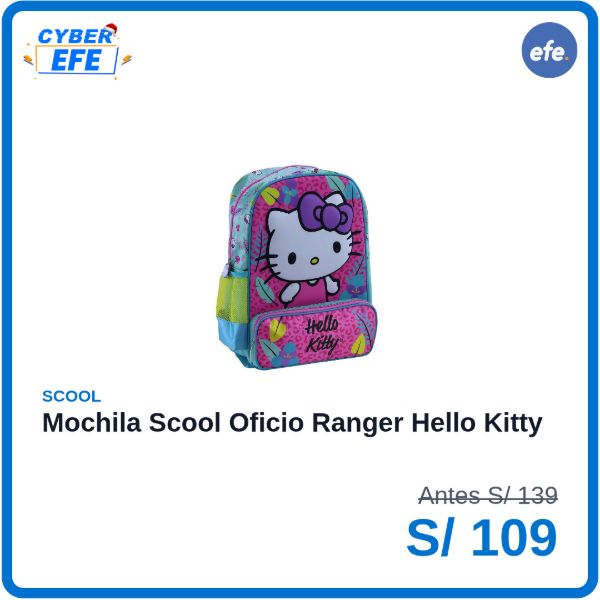 CYBER
EFE
efe.
Hello
Kitty
SCOOL
Mochila Scool Oficio Ranger Hello Kitty
Antes S/ 139
S/ 109